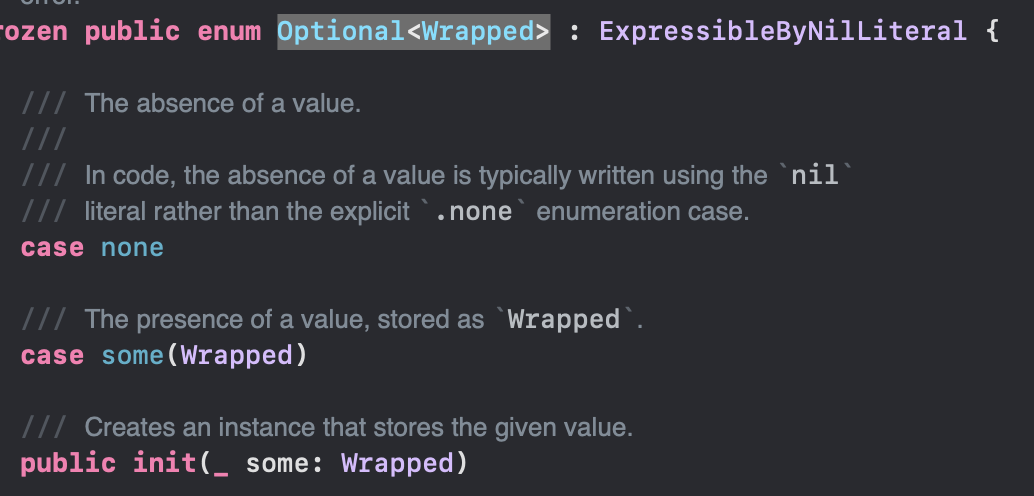 error.
rozen public enum Optional<Wrapped> : ExpressibleByNilLiteral {
/// The absence of a value.
///
/// In code, the absence of a value is typically written using the `nil`
/// literal rather than the explicit `.none` enumeration case.
case none
/// The presence of a value, stored as `Wrapped`.
case some(Wrapped)
/// Creates an instance that stores the given value.
public init(_ some: Wrapped)